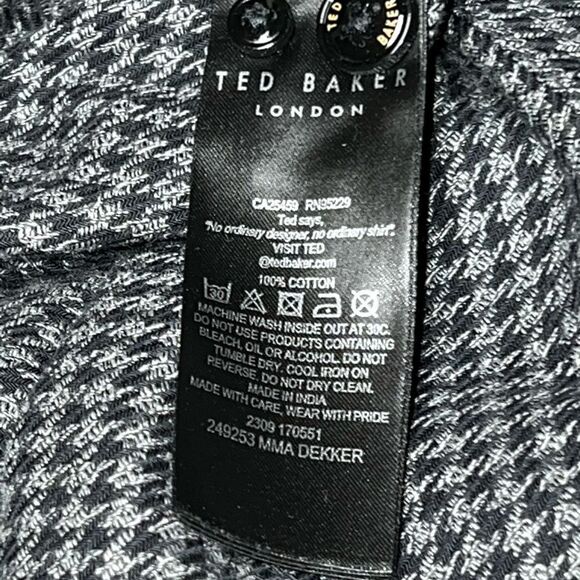 TED
BAKER
TED BAKER
LONDON
CA25459 RN95229
Ted says,
"No ordinary designer, no ordinary shirt".
VISIT TED
@tedbaker.com
100% COTTON
30
MACHINE WASH INSIDE OUT AT 30C.
DO NOT USE PRODUCTS CONTAINING
BLEACH, OIL OR ALCOHOL. DO NOT
TUMBLE DRY. COOL IRON ON
REVERSE. DO NOT DRY CLEAN.
MADE IN INDIA
MADE WITH CARE, WEAR WITH PRIDE
2309 170551
249253 MMA DEKKER